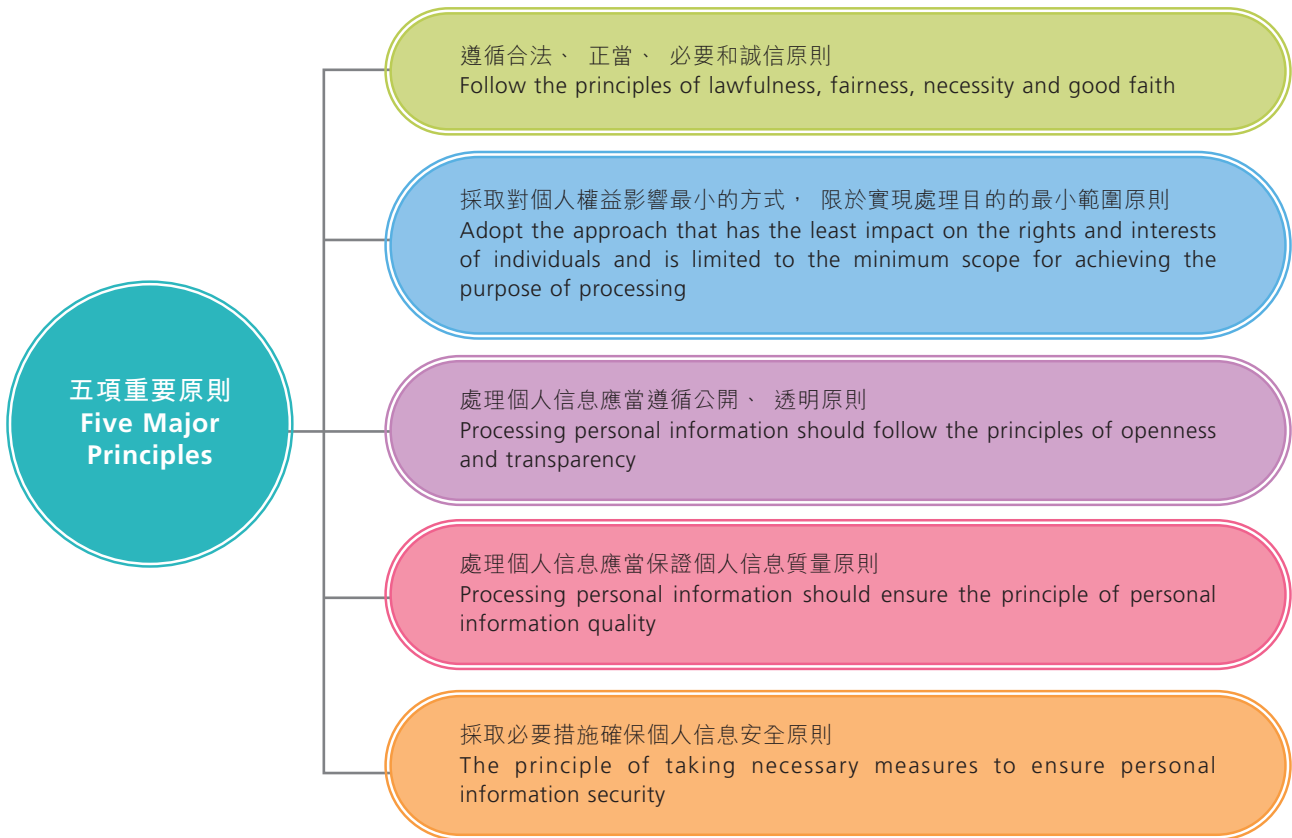 五項重要原則
Five Major
Principles
遵循合法、 正當、 必要和誠信原則
Follow the principles of lawfulness, fairness, necessity and good faith
採取對個人權益影響最小的方式， 限於實現處理目的的最小範圍原則
Adopt the approach that has the least impact on the rights and interests
of individuals and is limited to the minimum scope for achieving the
purpose of processing
處理個人信息應當遵循公開、 透明原則
Processing personal information should follow the principles of openness
and transparency
處理個人信息應當保證個人信息質量原則
Processing personal information should ensure the principle of personal
information quality
採取必要措施確保個人信息安全原則
The principle of taking necessary measures to ensure personal
information security